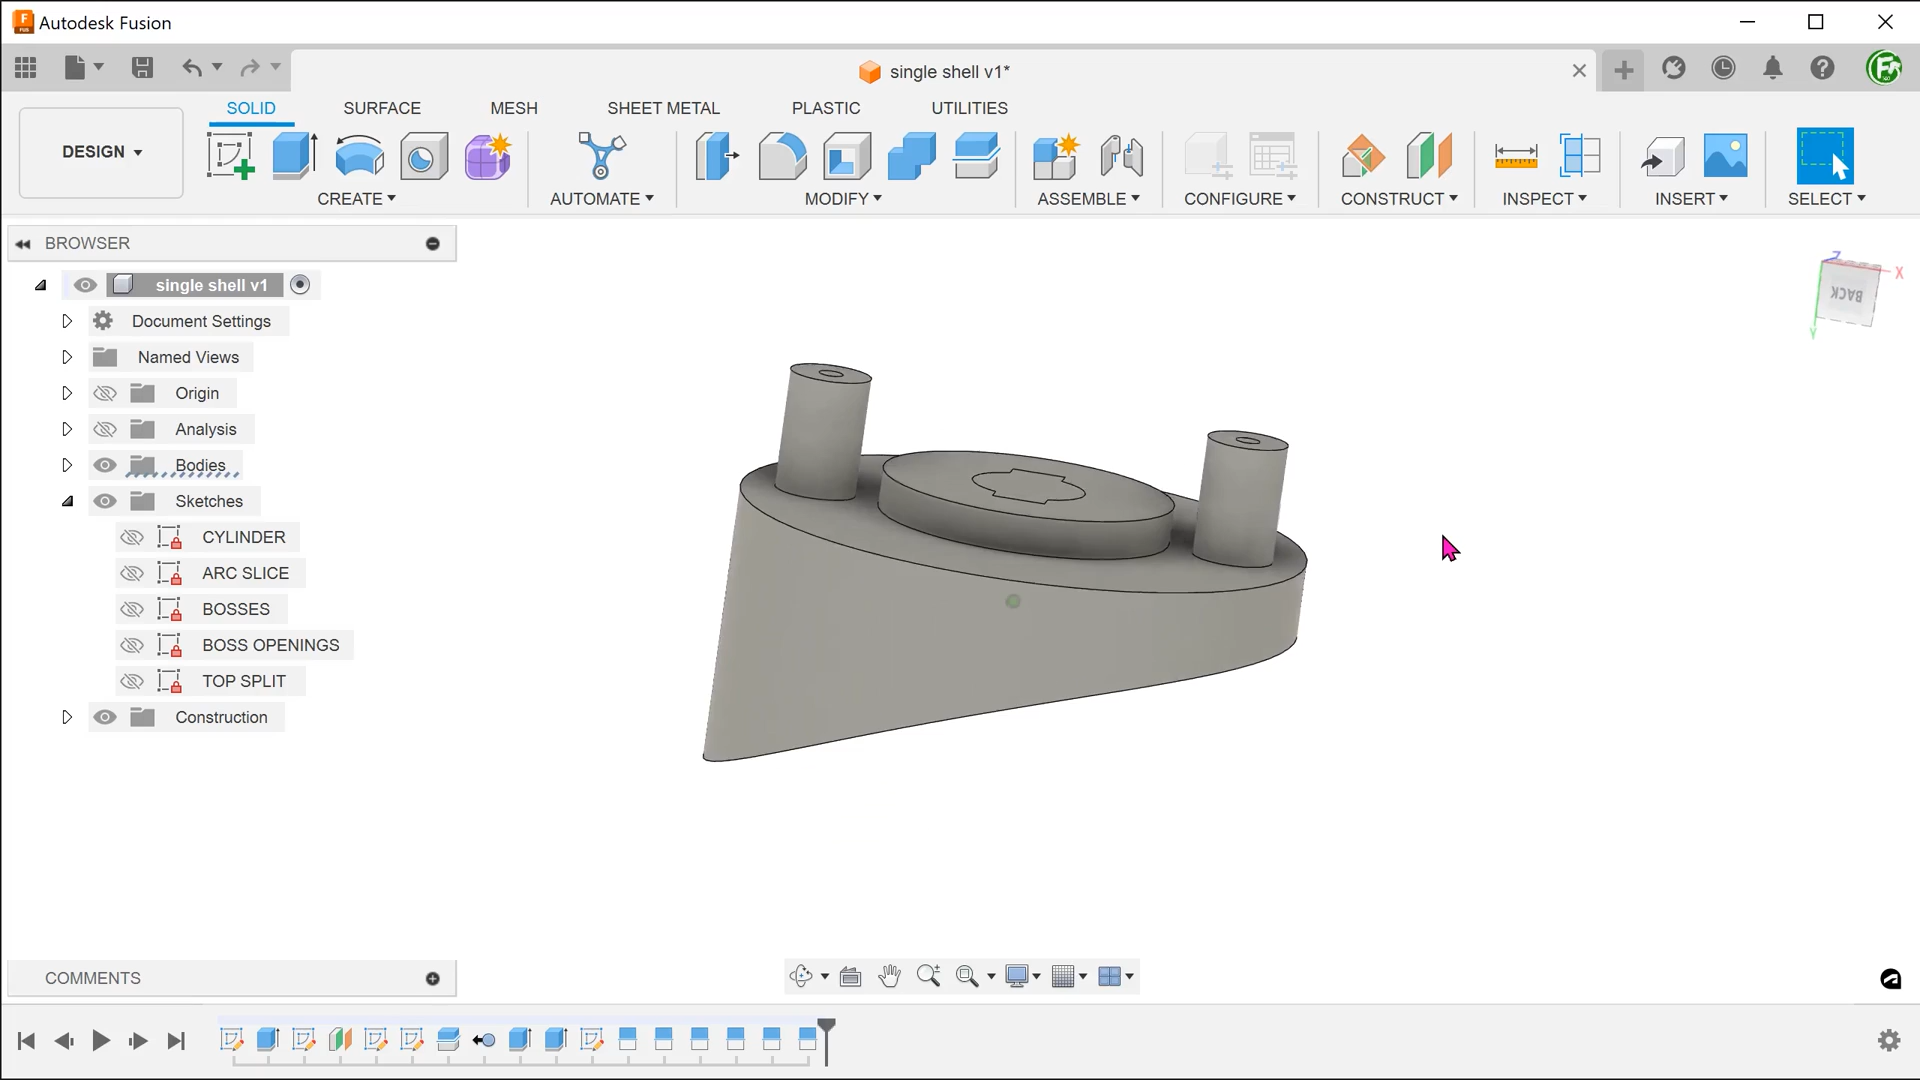 Autodesk Fusion
single shell v1*
SOLID SURFACE MESH SHEET METAL PLASTIC UTILITIES
DESIGN
CREATE AUTOMATE MODIFY ASSEMBLE CONFIGURE CONSTRUCT INSPECT INSERT SELECT
BROWSER
single shell v1
Document Settings
Named Views
Origin
Analysis
Bodies
Sketches
CYLINDER
ARC SLICE
BOSSES
BOSS OPENINGS
TOP SPLIT
Construction
Z
X
BACK
Y
COMMENTS